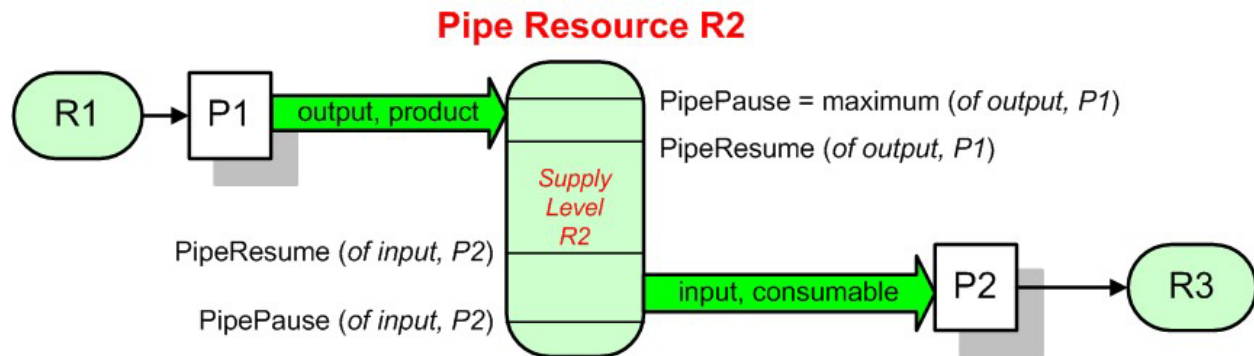 Pipe Resource R2
R1
P1
output, product
PipePause = maximum (of output, P1)
PipeResume (of output, P1)
Supply
Level
R2
PipeResume (of input, P2)
input, consumable
P2
R3
PipePause (of input, P2)